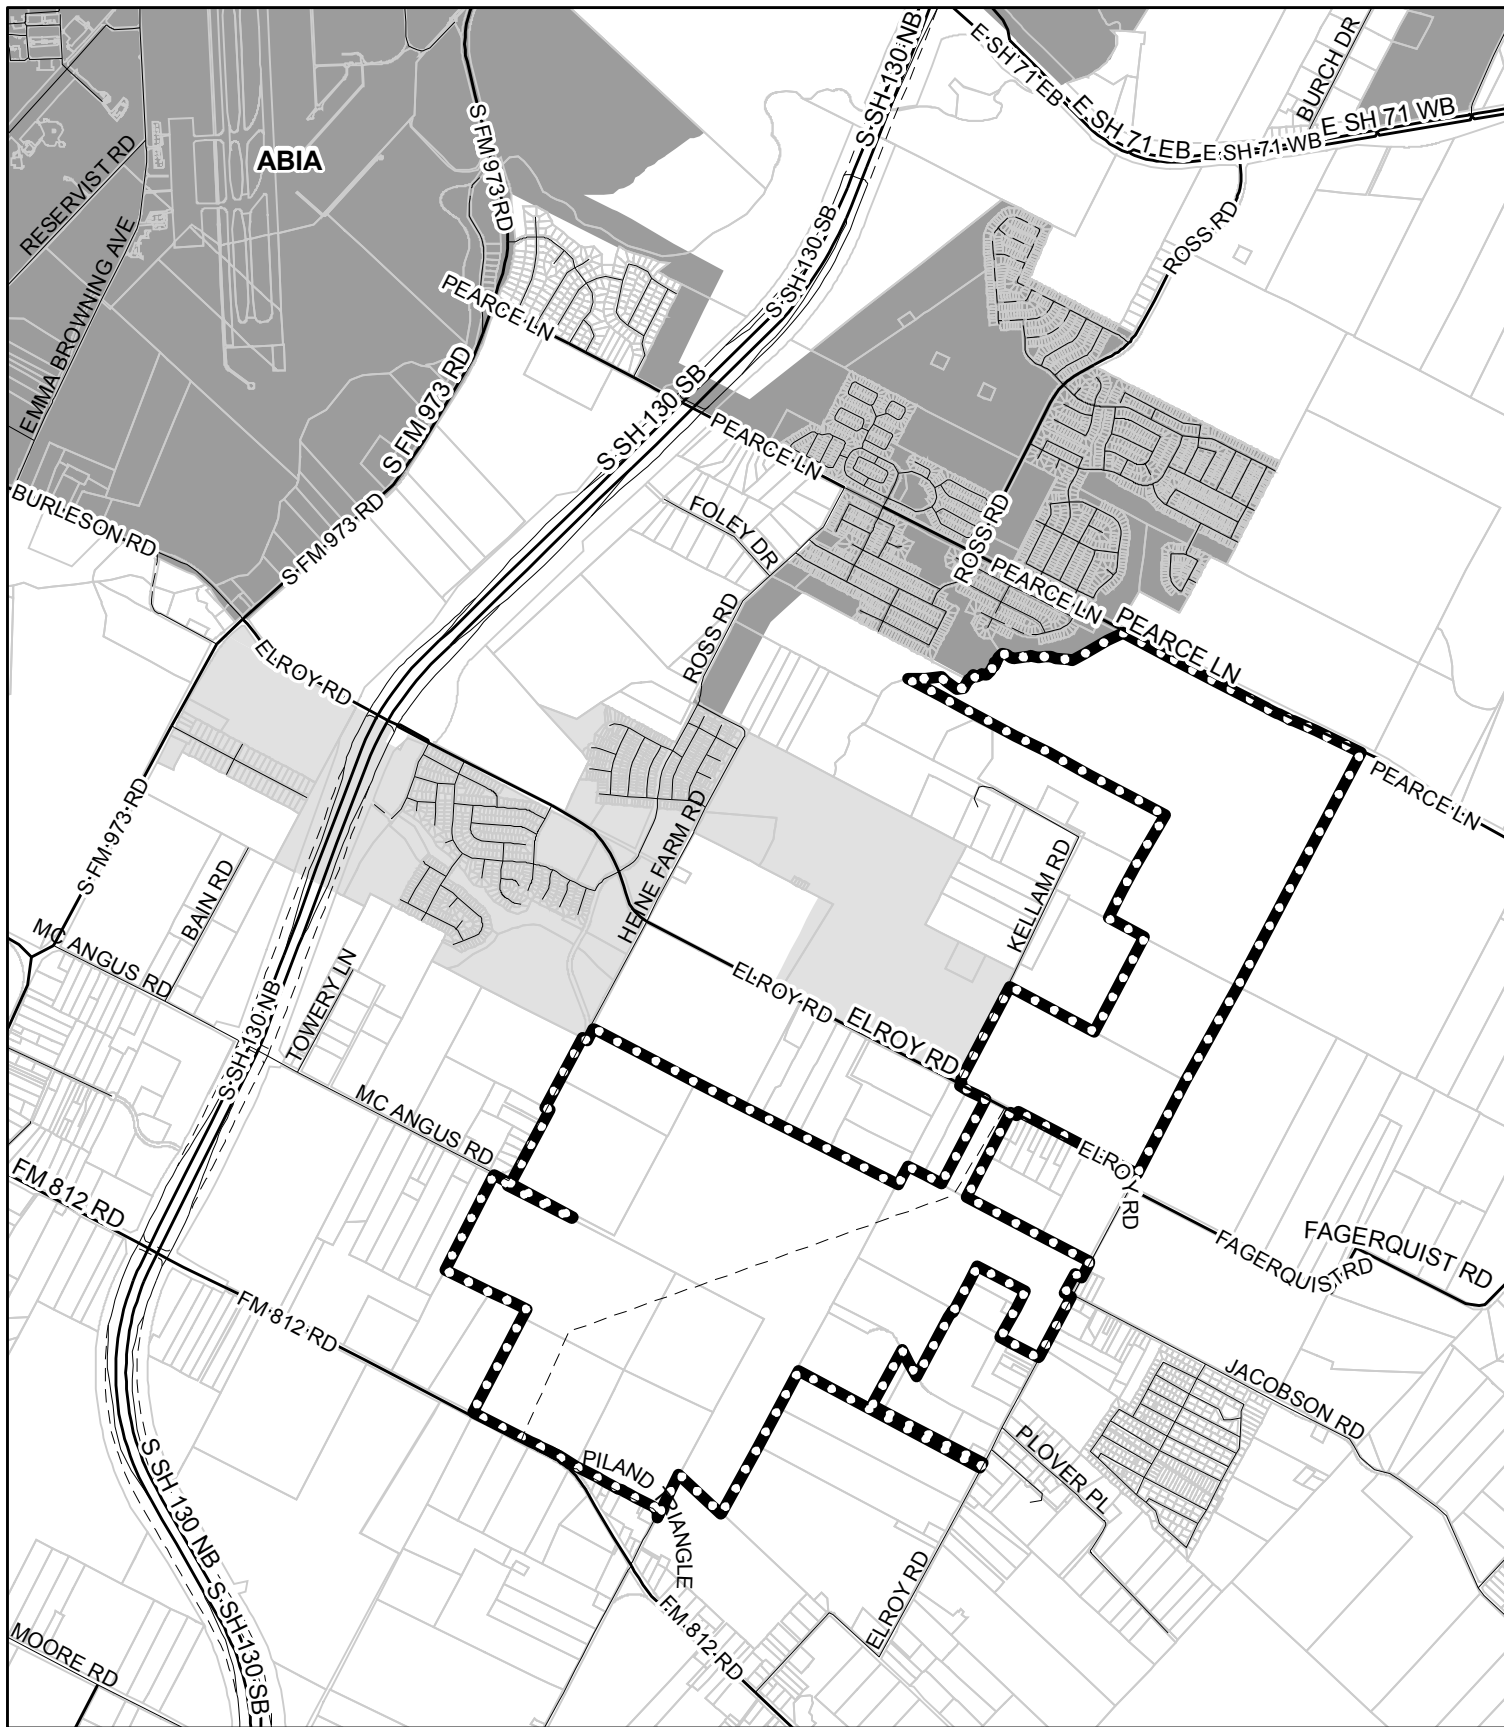 S SH 130 NB
E SH 71 EB
BURCH DR
E SH 71 EB
E SH 71 WB
E SH 71 WB
S FM 973 RD
RESERVIST RD
ABIA
ROSS RD
S SH 130 SB
EMMA BROWNING AVE
PEARCE LN
S FM 973 RD
S SH 130 SB
PEARCE LN
BURLESON RD
S FM 973 RD
FOLEY DR
ROSS RD
PEARCE LN
PEARCE LN
ROSS RD
ELROY RD
PEARCE LN
S FM 973 RD
HEINE FARM RD
KELLAM RD
BAIN RD
MC ANGUS RD
TOWERY LN
ELROY RD
ELROY RD
S SH 130 NB
MC ANGUS RD
FM 812 RD
ELROY RD
FAGERQUIST RD
FAGERQUIST RD
FM 812 RD
JACOBSON RD
PLOVER PL
PILAND TRIANGLE
S SH 130 NB
S SH 130 SB
ELROY RD
FM 812 RD
MOORE RD